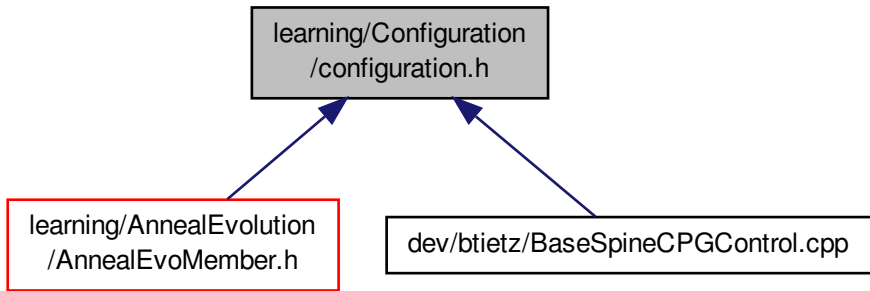 learning/Configuration
/configuration.h
learning/AnnealEvolution
/AnnealEvoMember.h
dev/btietz/BaseSpineCPGControl.cpp